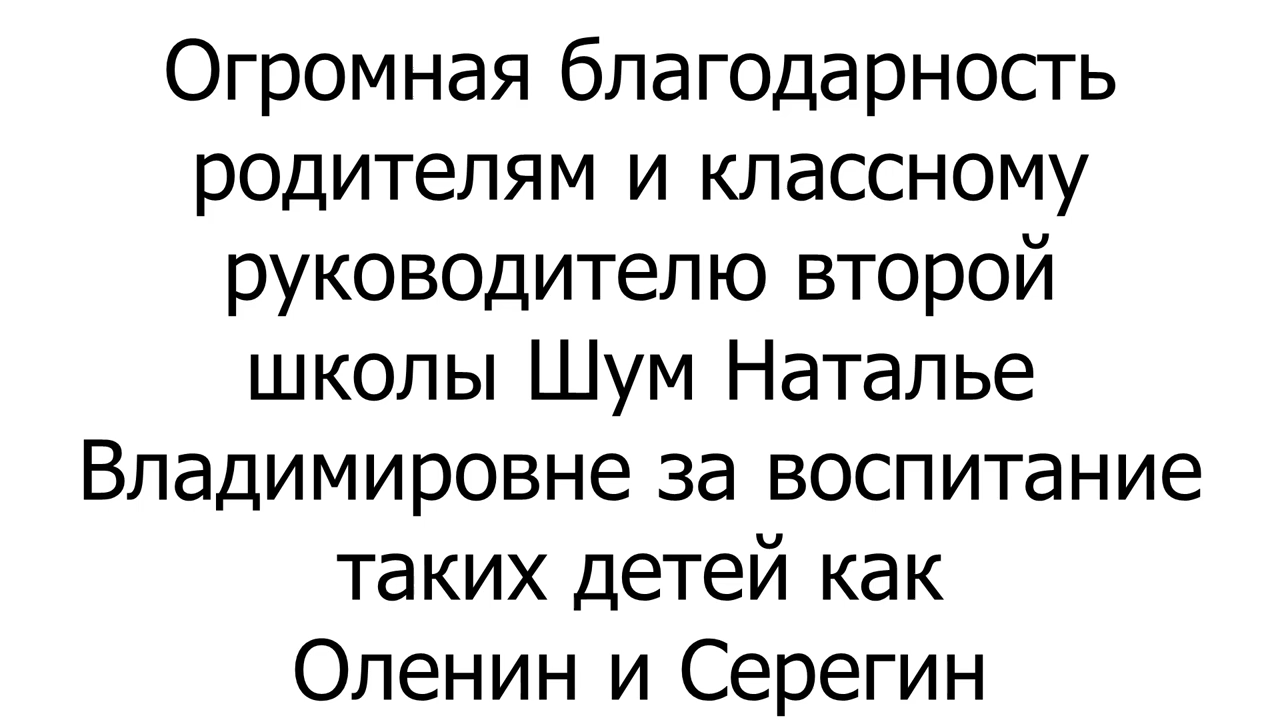 Огромная благодарность
родителям и классному
руководителю второй
школы Шум Наталье
Владимировне за воспитание
таких детей как
Оленин и Серегин